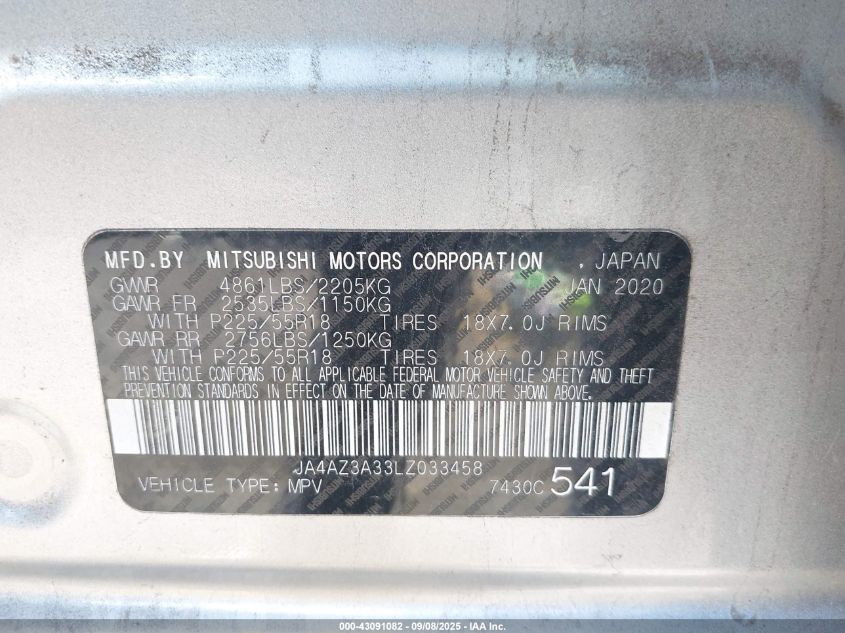 MFD.BY MITSUBISHI MOTORS CORPORATION , JAPAN
GVWR 4861LBS/2205KG JAN 2020
GAWR FR 2535LBS/1150KG
WITH P225/55R18 TIRES 18X7.0J RIMS
GAWR RR 2756LBS/1250KG
WITH P225/55R18 TIRES 18X7.0J RIMS
THIS VEHICLE CONFORMS TO ALL APPLICABLE FEDERAL MOTOR VEHICLE SAFETY AND THEFT
PREVENTION STANDARDS IN EFFECT ON THE DATE OF MANUFACTURE SHOWN ABOVE.
JA4AZ3A33LZ033458
VEHICLE TYPE: MPV 7430C 541
000-43091082 - 09/08/2025 - IAA Inc.